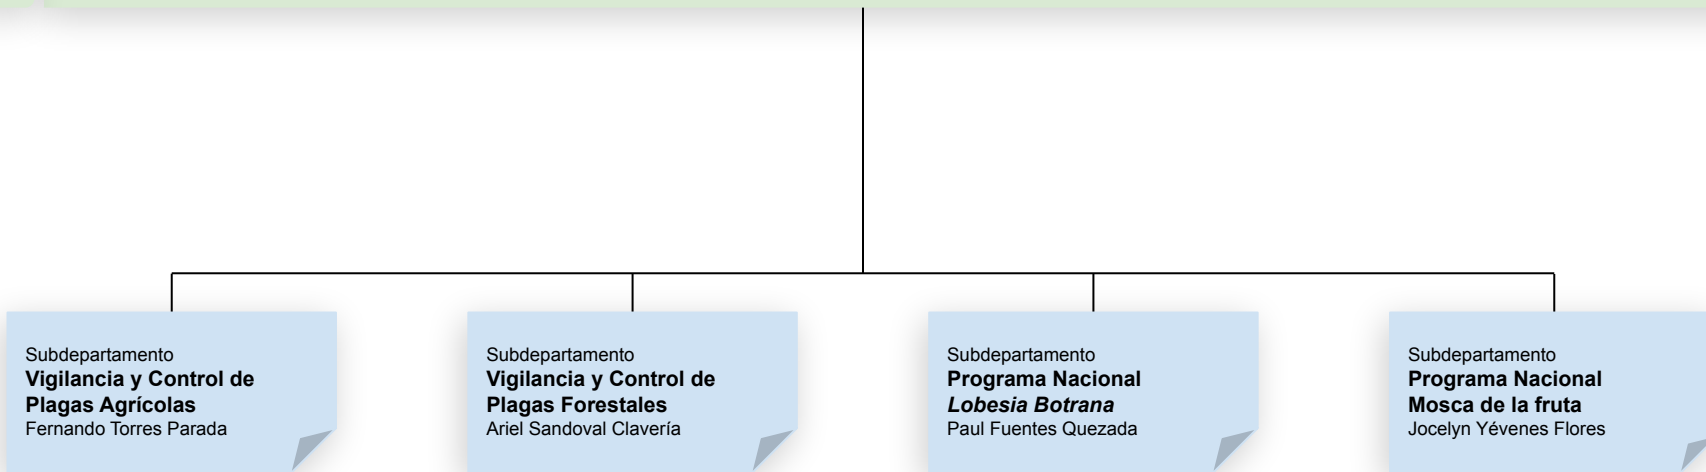 Subdepartamento
Vigilancia y Control de
Plagas Agrícolas
Fernando Torres Parada
Subdepartamento
Vigilancia y Control de
Plagas Forestales
Ariel Sandoval Clavería
Subdepartamento
Programa Nacional
Lobesia Botrana
Paul Fuentes Quezada
Subdepartamento
Programa Nacional
Mosca de la fruta
Jocelyn Yévenes Flores